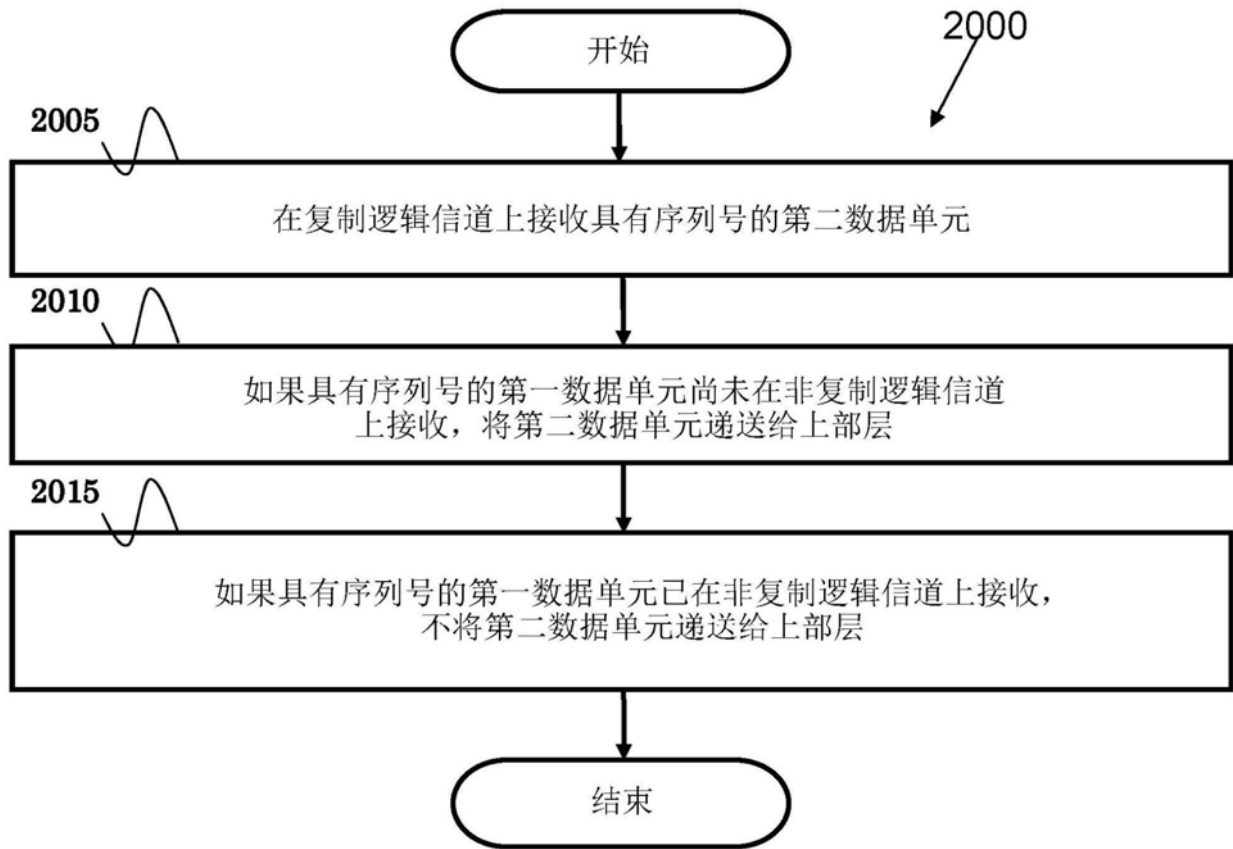 开始
2000
2005
在复制逻辑信道上接收具有序列号的第二数据单元
2010
如果具有序列号的第一数据单元尚未在非复制逻辑信道
上接收，将第二数据单元递送给上部层
2015
如果具有序列号的第一数据单元已在非复制逻辑信道上接收，
不将第二数据单元递送给上部层
结束